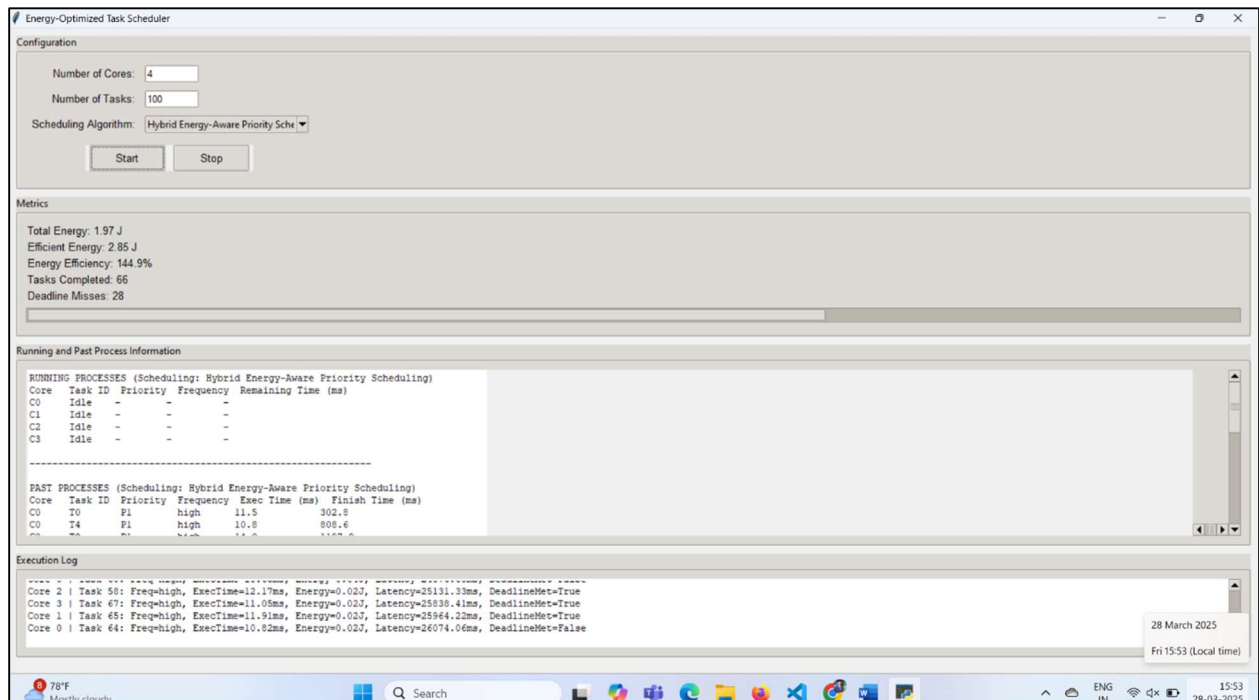 Energy-Optimized Task Scheduler
Configuration
Number of Cores: 4
Number of Tasks: 100
Scheduling Algorithm: Hybrid Energy-Aware Priority Sche
Start Stop
Metrics
Total Energy: 1.97 J
Efficient Energy: 2.85 J
Energy Efficiency: 144.9%
Tasks Completed: 66
Deadline Misses: 28
Running and Past Process Information
RUNNING PROCESSES (Scheduling: Hybrid Energy-Aware Priority Scheduling)
Core Task ID Priority Frequency Remaining Time (ms)
C0 Idle - - -
C1 Idle - - -
C2 Idle - - -
C3 Idle - - -
------------------------------------------------------------
PAST PROCESSES (Scheduling: Hybrid Energy-Aware Priority Scheduling)
Core Task ID Priority Frequency Exec Time (ms) Finish Time (ms)
C0 T0 P1 high 11.5 302.8
C0 T4 P1 high 10.8 808.6
Execution Log
Core 2 | Task 58: Freq=high, ExecTime=12.17ms, Energy=0.02J, Latency=25131.33ms, DeadlineMet=True
Core 3 | Task 67: Freq=high, ExecTime=11.05ms, Energy=0.02J, Latency=25838.41ms, DeadlineMet=True
Core 1 | Task 65: Freq=high, ExecTime=11.91ms, Energy=0.02J, Latency=25964.22ms, DeadlineMet=True
Core 0 | Task 64: Freq=high, ExecTime=10.82ms, Energy=0.02J, Latency=26074.06ms, DeadlineMet=False
28 March 2025
Fri 15:53 (Local time)
8 78°F
Mostly cloudy
Search
ENG
IN
15:53
28-03-2025